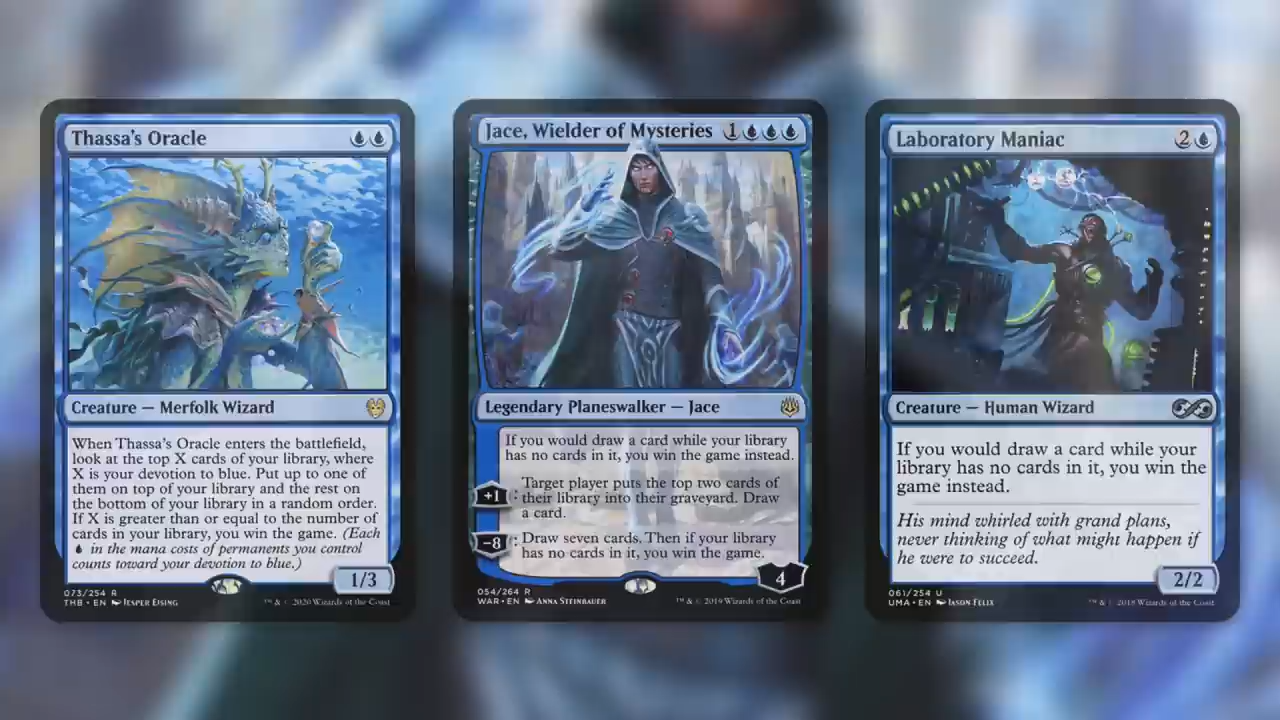 Thassa's Oracle
Creature — Merfolk Wizard
When Thassa's Oracle enters the battlefield,
look at the top X cards of your library, where
X is your devotion to blue. Put up to one of
them on top of your library and the rest on
the bottom of your library in a random order.
If X is greater than or equal to the number of
cards in your library, you win the game. (Each
in the mana costs of permanents you control
counts toward your devotion to blue.)
1/3
073/254 R
THB • EN Jesper Ejsing
™ & © 2020 Wizards of the Coast
Jace, Wielder of Mysteries 1
Legendary Planeswalker — Jace
If you would draw a card while your library
has no cards in it, you win the game instead.
+1: Target player puts the top two cards of
their library into their graveyard. Draw
a card.
−8: Draw seven cards. Then if your library
has no cards in it, you win the game.
4
054/264 R
WAR • EN Anna Steinbauer
™ & © 2019 Wizards of the Coast
Laboratory Maniac 2
Creature — Human Wizard
If you would draw a card while your
library has no cards in it, you win the
game instead.
His mind whirled with grand plans,
never thinking of what might happen if
he were to succeed.
2/2
061/254 U
UMA • EN Jason Felix
™ & © 2018 Wizards of the Coast